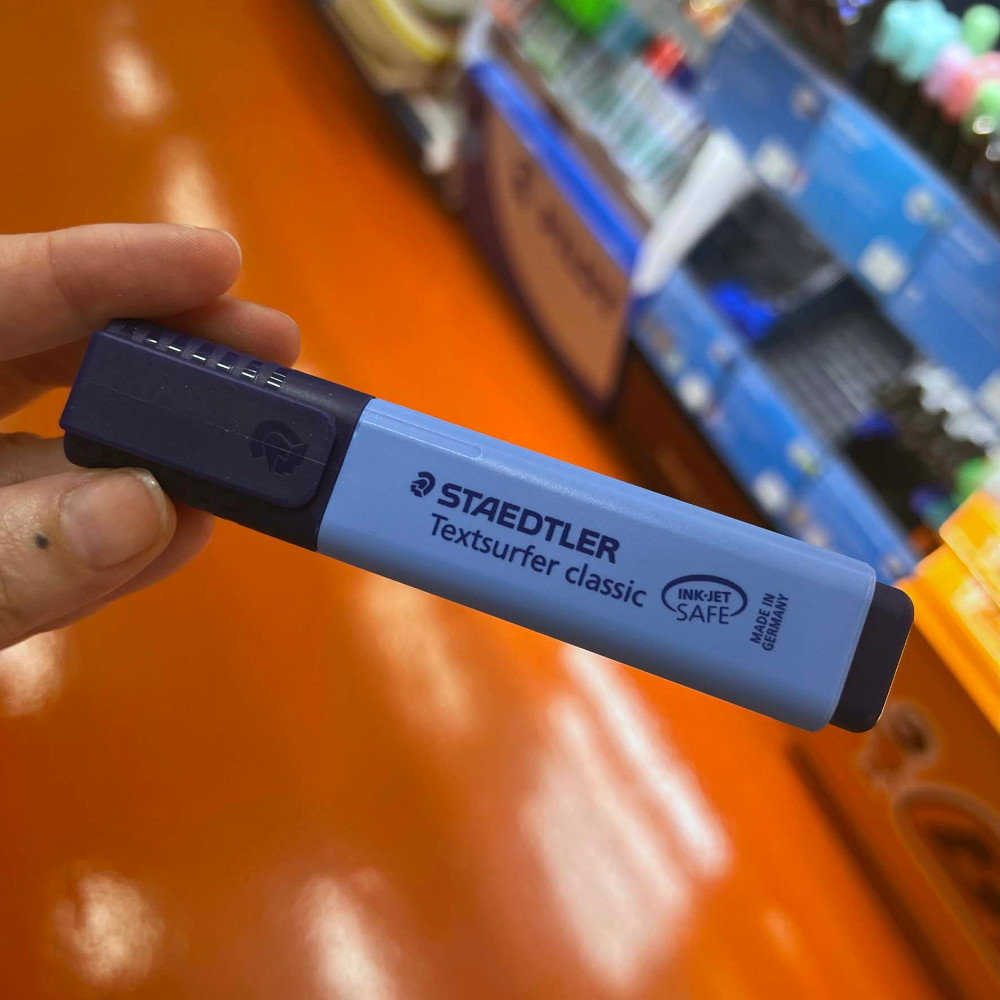 STAEDTLER
Textsurfer classic
INK-JET
SAFE
MADE IN
GERMANY